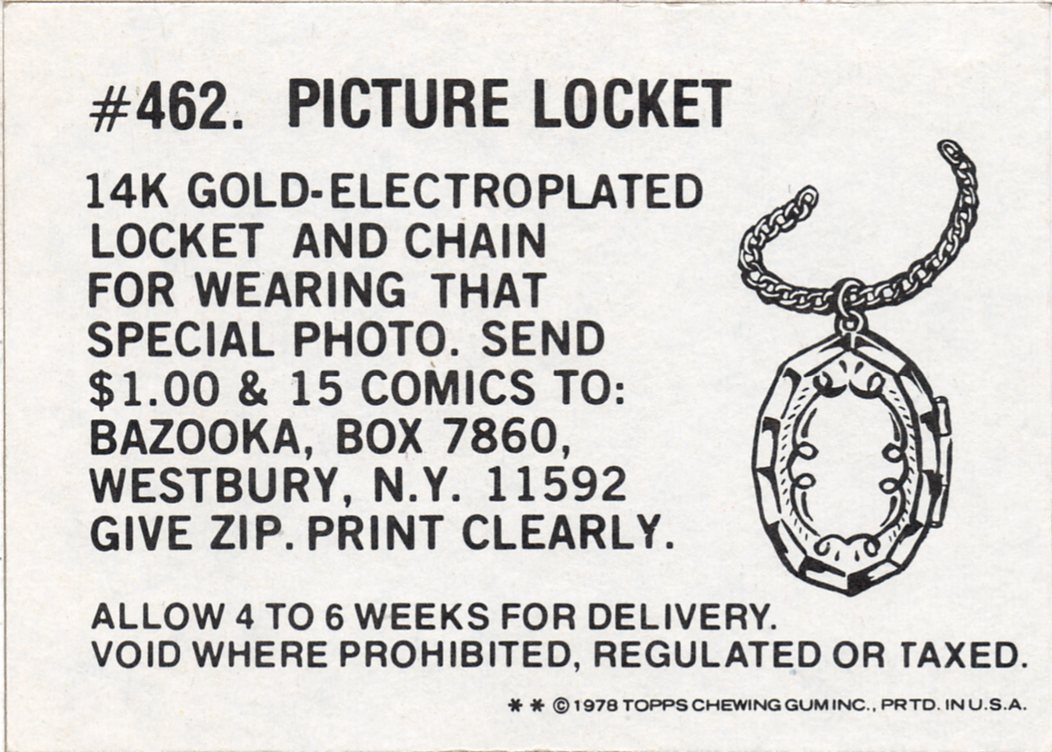 #462. PICTURE LOCKET
14K GOLD-ELECTROPLATED
LOCKET AND CHAIN
FOR WEARING THAT
SPECIAL PHOTO. SEND
$1.00 & 15 COMICS TO:
BAZOOKA, BOX 7860,
WESTBURY, N.Y. 11592
GIVE ZIP. PRINT CLEARLY.
ALLOW 4 TO 6 WEEKS FOR DELIVERY.
VOID WHERE PROHIBITED, REGULATED OR TAXED.
** ©1978 TOPPS CHEWING GUM INC., PRTD. IN U.S.A.